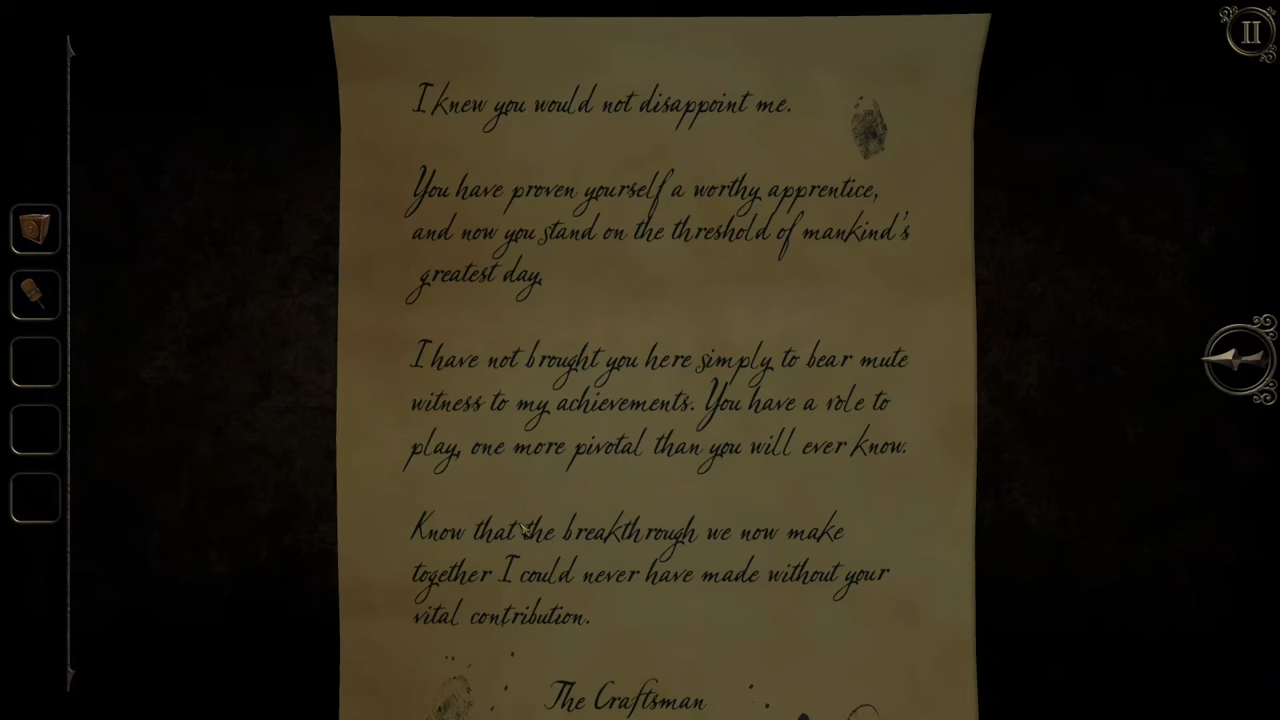 I knew you would not disappoint me.
You have proven yourself a worthy apprentice,
and now you stand on the threshold of mankind's
greatest day.
I have not brought you here simply to bear mute
witness to my achievements. You have a role to
play, one more pivotal than you will ever know.
Know that the breakthrough we now make
together I could never have made without your
vital contribution.
The Craftsman